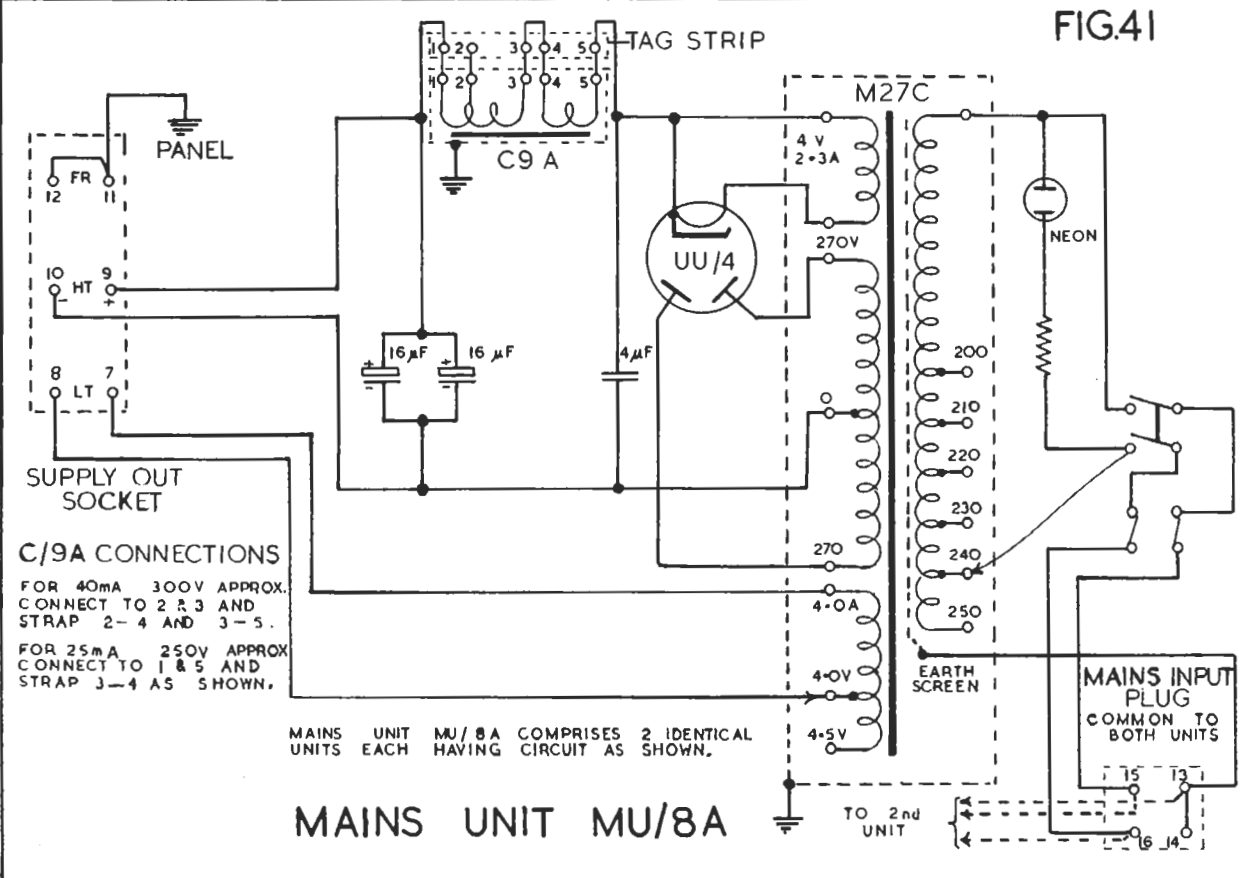 FIG.41
1 2 3 4 5
TAG STRIP
1 2 3 4 5
C9 A
PANEL
FR
12 11
10 HT 9
- +
8 LT 7
SUPPLY OUT
SOCKET
C/9A CONNECTIONS
FOR 40mA 300V APPROX.
CONNECT TO 2 & 3 AND
STRAP 2-4 AND 3-5.
FOR 25mA 250V APPROX
CONNECT TO 1 & 5 AND
STRAP 3-4 AS SHOWN.
+ 16 µF -
+ 16 µF -
4 µF
UU/4
M27C
4 V
2·3A
270V
0
270
4·0A
4·0V
4·5V
200
210
220
230
240
250
NEON
EARTH
SCREEN
MAINS INPUT
PLUG
COMMON TO
BOTH UNITS
15 13
16 14
TO 2nd
UNIT
MAINS UNIT MU/8A COMPRISES 2 IDENTICAL
UNITS EACH HAVING CIRCUIT AS SHOWN.
MAINS UNIT MU/8A